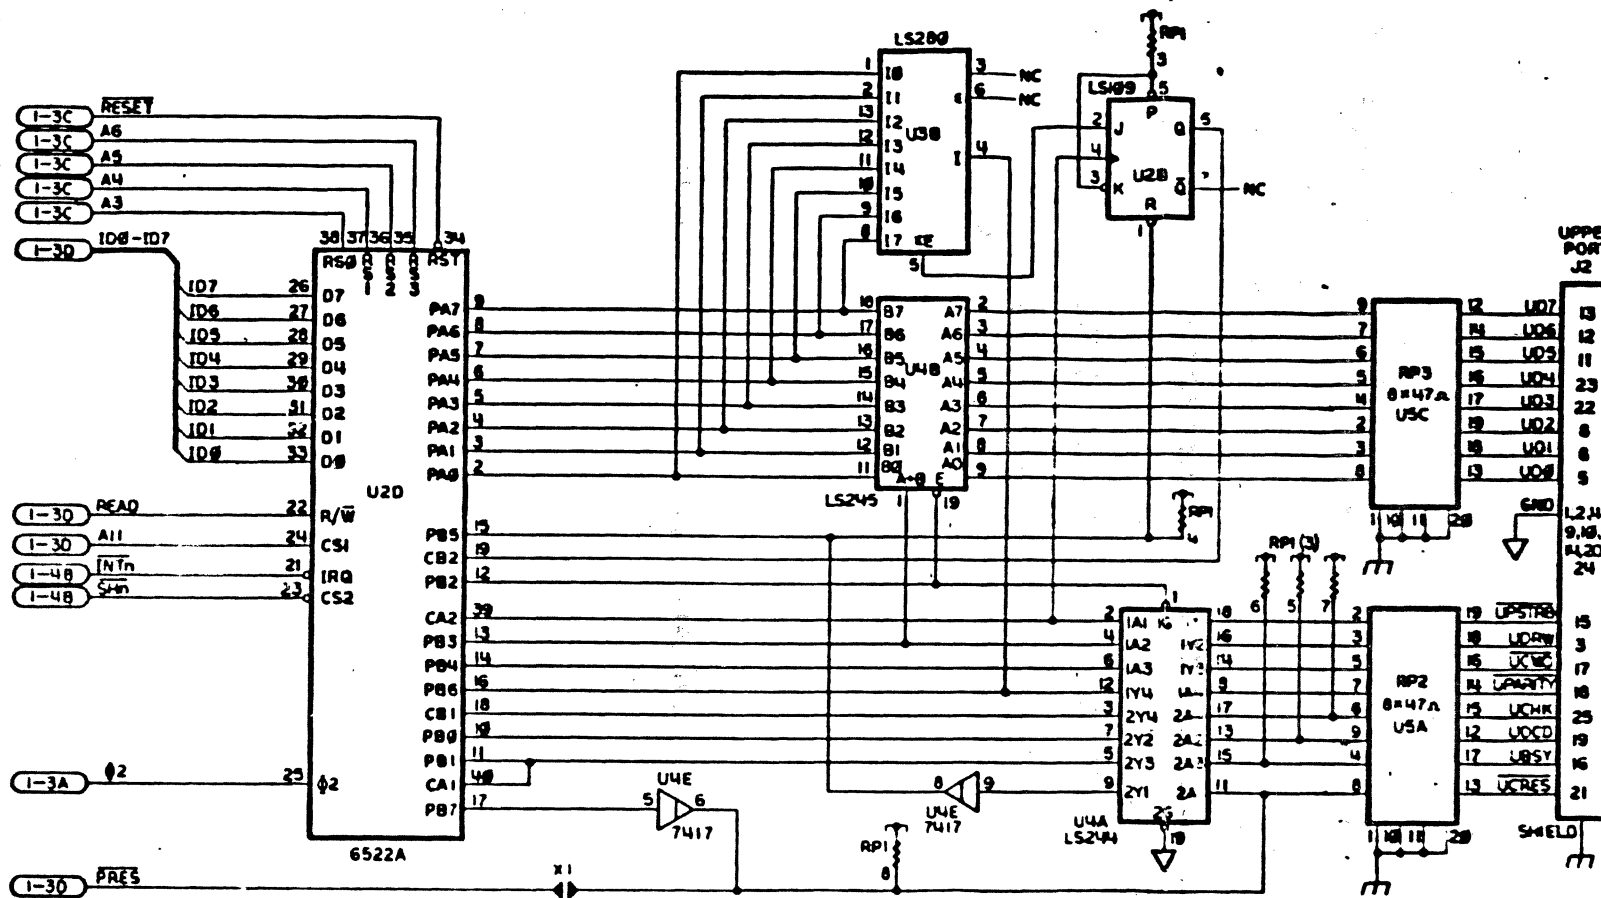 LS280
RP1
3
1 I0 3 NC
2 I1 6 NC
13 I2
12 I3
11 I4 I 4
10 I5
9 I6
8 I7
U3B
5
LS109
5
P
2 J Q 5
4
3 K Q̅ NC
U2B
R
1
1-3C R̅E̅S̅E̅T̅
1-3C A6
1-3C A5
1-3C A4
1-3C A3
1-3D ID0-ID7
38 37 36 35 34
RS0 RS1 RS2 RS3 RST
ID7 26 D7
ID6 27 D6
ID5 28 D5
ID4 29 D4
ID3 30 D3
ID2 31 D2
ID1 32 D1
ID0 33 D0
U2D
1-3D READ 22 R/W̅
1-3D A11 24 CS1
1-4B I̅N̅T̅n̅ 21 IRQ
1-4B 23 CS2
1-3A ϕ2 25 ϕ2
6522A
1-3D P̅R̅E̅S̅
X1
PA7 9
PA6 8
PA5 7
PA4 6
PA3 5
PA2 4
PA1 3
PA0 2
PB5 15
CB2 19
PB2 12
CA2 39
PB3 13
PB4 14
PB6 16
CB1 18
PB0 10
PB1 11
CA1 40
PB7 17
18 B7 A7 2
17 B6 A6 3
16 B5 A5 4
15 B4 A4 5
14 B3 A3 6
13 B2 A2 7
12 B1 A1 8
11 B0 A0 9
U4B
E
LS245
1 19
RP1
4
RP1 (3)
6 5 7
1
2 1A1 1G 18
4 1A2 1Y2 16
6 1A3 1Y3 14
12 1Y4 9
3 2Y4 17
7 2Y2 2A2 13
5 2Y3 2A3 15
9 2Y1 11
2G
19
U4A
LS244
U4E
5 6
7417
8 9
U4E
7417
RP1
8
9 12 UD7 13
7 14 UD6 12
6 15 UD5 11
5 16 UD4 23
4 17 UD3 22
2 19 UD2 8
3 18 UD1 6
8 13 UD0 5
RP3
8×47Ω
U5C
1 10 11 20
GND
24
2 19 U̅P̅S̅T̅R̅B̅ 15
3 18 UDRW 3
5 16 17
7 14 U̅P̅A̅R̅I̅T̅Y̅ 18
6 15 UCHK 25
9 12 UDCD 19
4 17 UBSY 16
8 13 U̅C̅R̅E̅S̅ 21
RP2
8×47Ω
U5A
1 10 11 20
SHIELD
J2